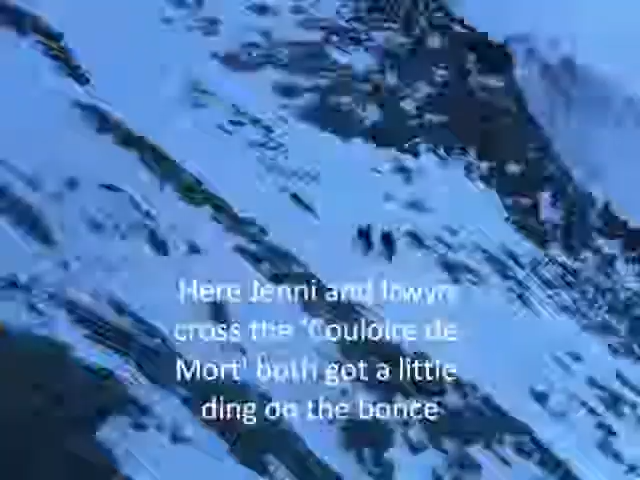 Here Jenni and Iowyn
cross the 'Couloire de
Mort' both got a little
ding on the bonce